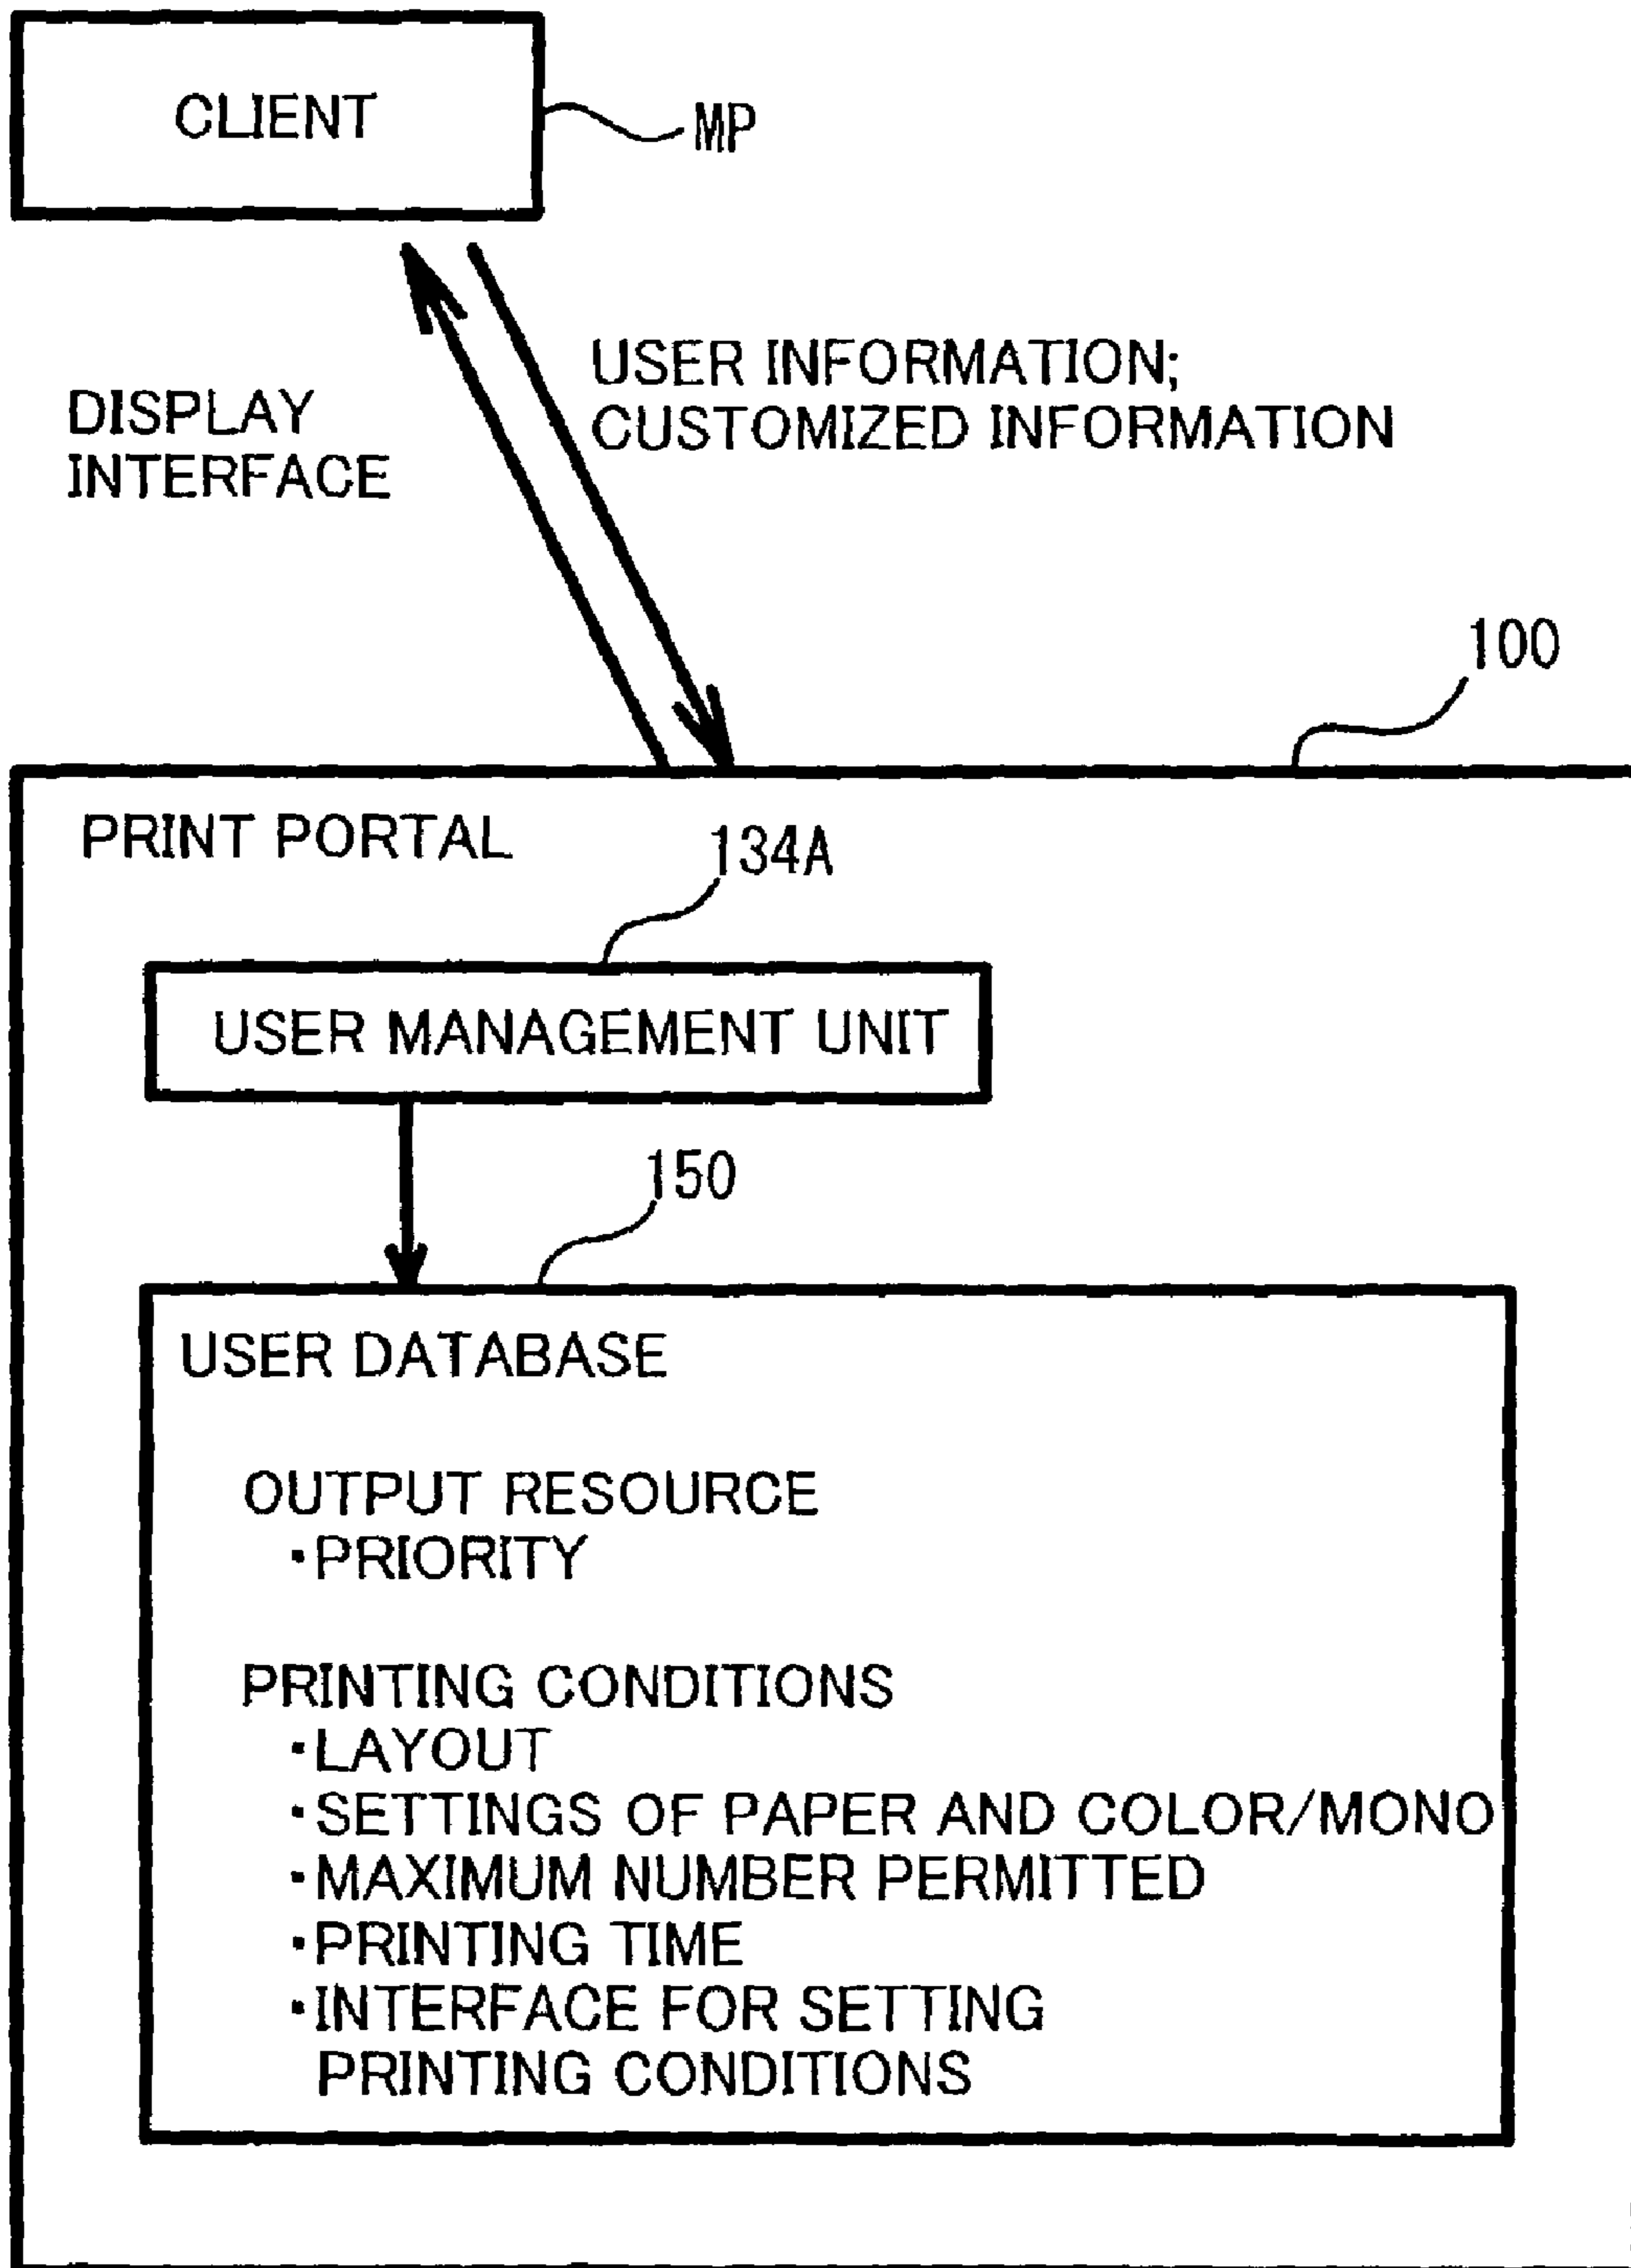 CLIENT
MP
DISPLAY
INTERFACE
USER INFORMATION;
CUSTOMIZED INFORMATION
100
PRINT PORTAL
134A
USER MANAGEMENT UNIT
150
USER DATABASE
OUTPUT RESOURCE
・PRIORITY
PRINTING CONDITIONS
・LAYOUT
・SETTINGS OF PAPER AND COLOR/MONO
・MAXIMUM NUMBER PERMITTED
・PRINTING TIME
・INTERFACE FOR SETTING
PRINTING CONDITIONS